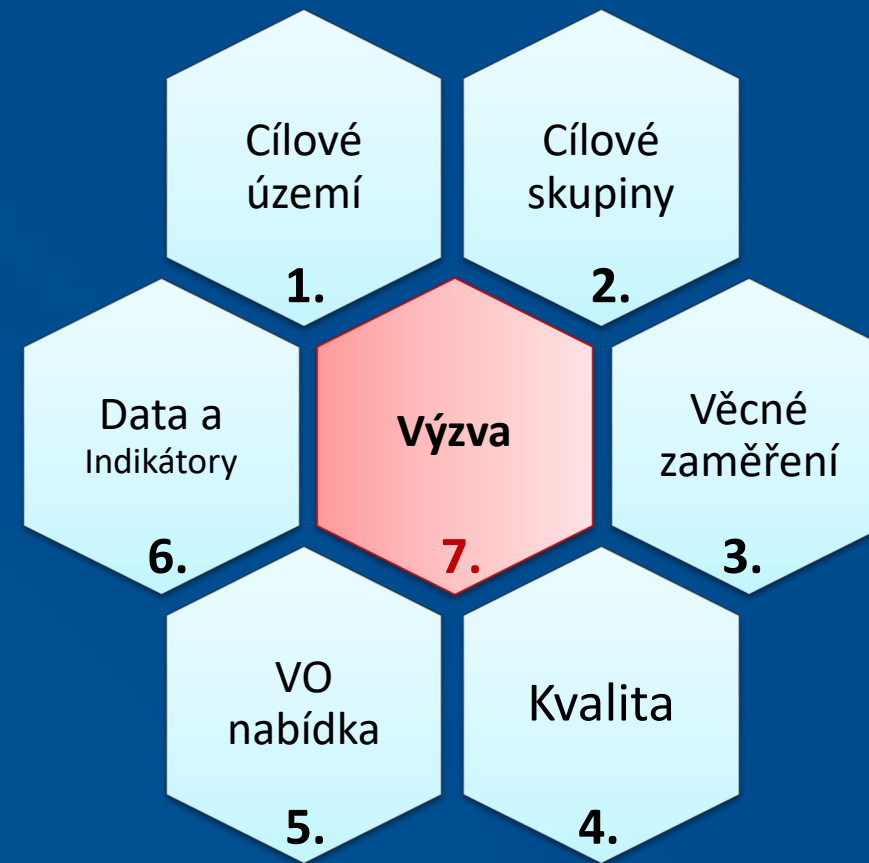 Cílové
území
1.
Cílové
skupiny
2.
Data a
Indikátory
6.
Výzva
7.
Věcné
zaměření
3.
VO
nabídka
5.
Kvalita
4.